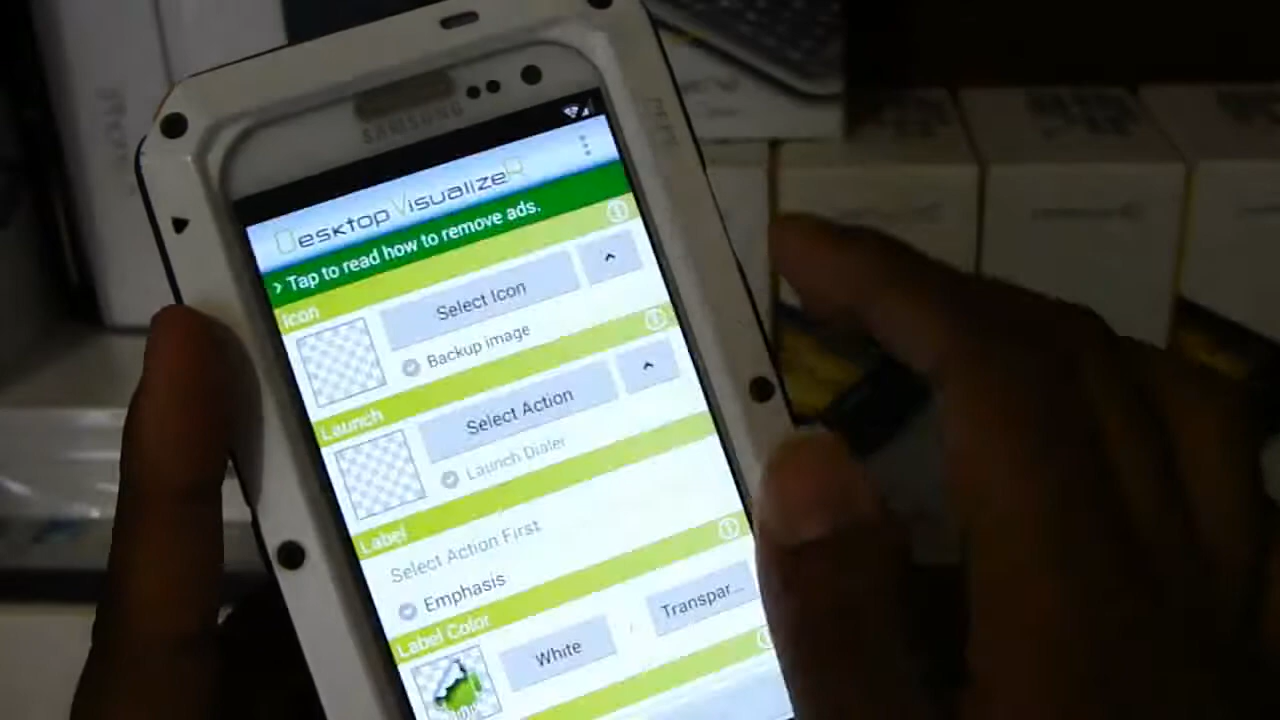 SAMSUNG
Desktop VisualizeR
› Tap to read how to remove ads.
Icon
Select Icon
Backup image
Launch
Select Action
Launch Dialer
Label
Select Action First
Emphasis
Label Color
White
Transpar...